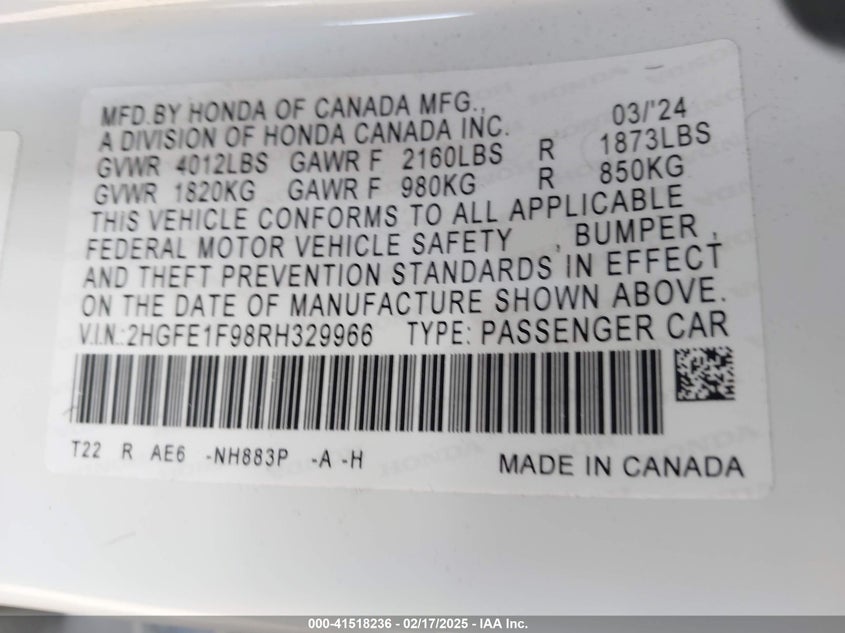 MFD.BY HONDA OF CANADA MFG., 03/'24
A DIVISION OF HONDA CANADA INC.
GVWR 4012LBS GAWR F 2160LBS R 1873LBS
GVWR 1820KG GAWR F 980KG R 850KG
THIS VEHICLE CONFORMS TO ALL APPLICABLE
FEDERAL MOTOR VEHICLE SAFETY , BUMPER ,
AND THEFT PREVENTION STANDARDS IN EFFECT
ON THE DATE OF MANUFACTURE SHOWN ABOVE.
V.I.N.:2HGFE1F98RH329966 TYPE: PASSENGER CAR
T22 R AE6 -NH883P -A -H MADE IN CANADA
000-41518236 - 02/17/2025 - IAA Inc.